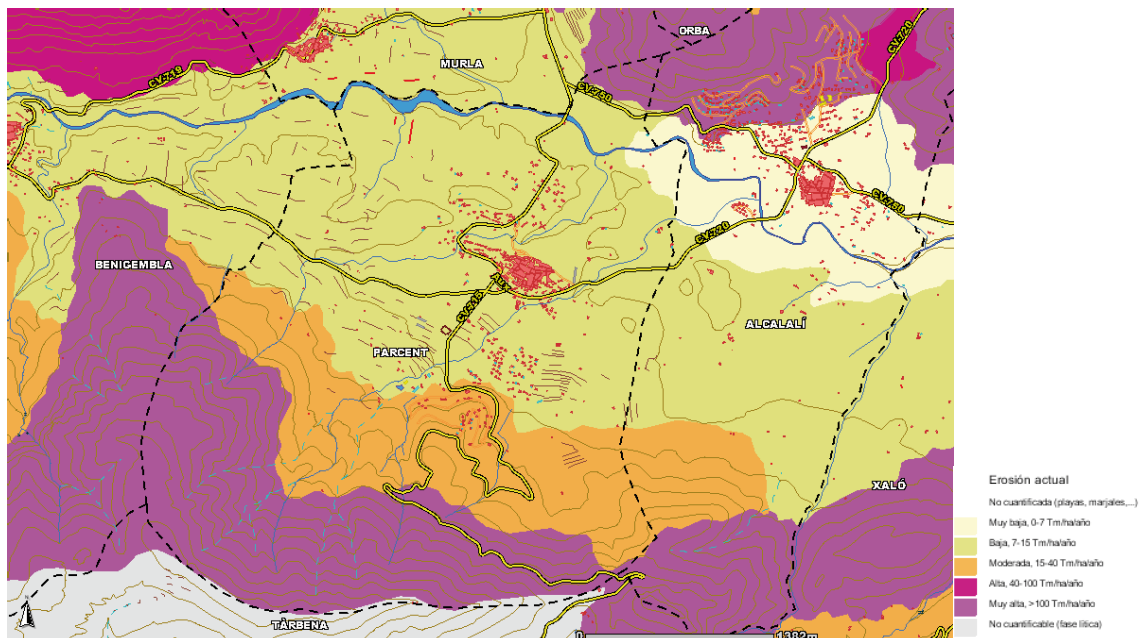 ORBA
CV-720
CV-718
MURLA
CV-750
CV-750
CV-720
BENIGEMBLA
ALCALALÍ
PARCENT
XALÓ
TÀRBENA
0
1382m
Erosión actual
No cuantificada (playas, marjales,...)
Muy baja, 0-7 Tm/ha/año
Baja, 7-15 Tm/ha/año
Moderada, 15-40 Tm/ha/año
Alta, 40-100 Tm/ha/año
Muy alta, >100 Tm/ha/año
No cuantificable (fase lítica)